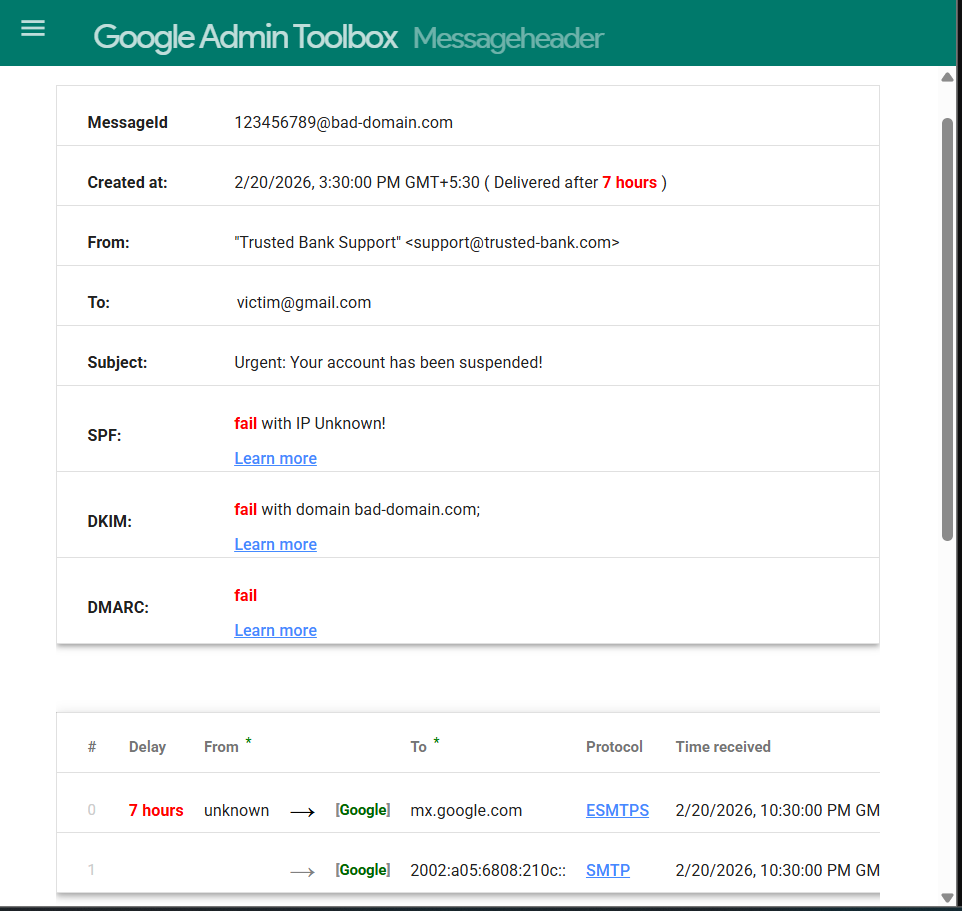 Google Admin Toolbox Messageheader
MessageId 123456789@bad-domain.com
Created at: 2/20/2026, 3:30:00 PM GMT+5:30 ( Delivered after 7 hours )
From: "Trusted Bank Support" <support@trusted-bank.com>
To: victim@gmail.com
Subject: Urgent: Your account has been suspended!
SPF: fail with IP Unknown!
Learn more
DKIM: fail with domain bad-domain.com;
Learn more
DMARC: fail
Learn more
# Delay From * To * Protocol Time received
0 7 hours unknown → [Google] mx.google.com ESMTPS 2/20/2026, 10:30:00 PM GM
1 → [Google] 2002:a05:6808:210c:: SMTP 2/20/2026, 10:30:00 PM GM